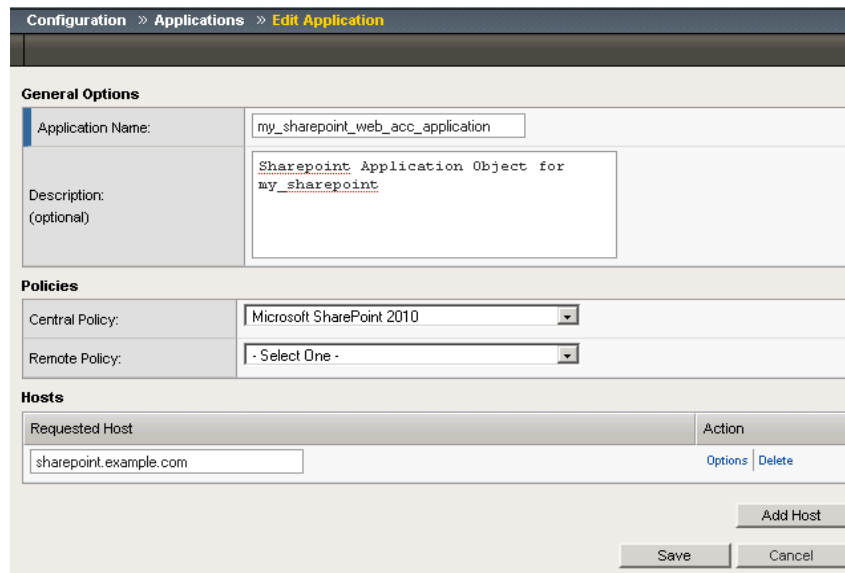 Configuration » Applications » Edit Application
General Options
Application Name: my_sharepoint_web_acc_application
Description:
(optional)
Sharepoint Application Object for
my_sharepoint
Policies
Central Policy: Microsoft SharePoint 2010
Remote Policy: - Select One -
Hosts
Requested Host Action
sharepoint.example.com Options Delete
Add Host
Save Cancel